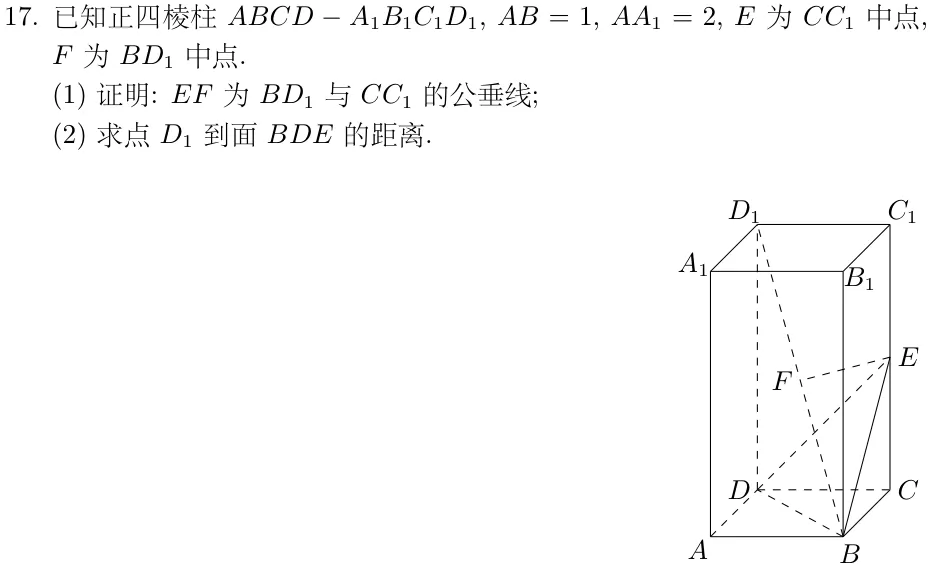 17. 已知正四棱柱 ABCD − A₁B₁C₁D₁, AB = 1, AA₁ = 2, E 为 CC₁ 中点,
F 为 BD₁ 中点.
(1) 证明: EF 为 BD₁ 与 CC₁ 的公垂线;
(2) 求点 D₁ 到面 BDE 的距离.
D₁ C₁
A₁ B₁
E
F
D C
A B